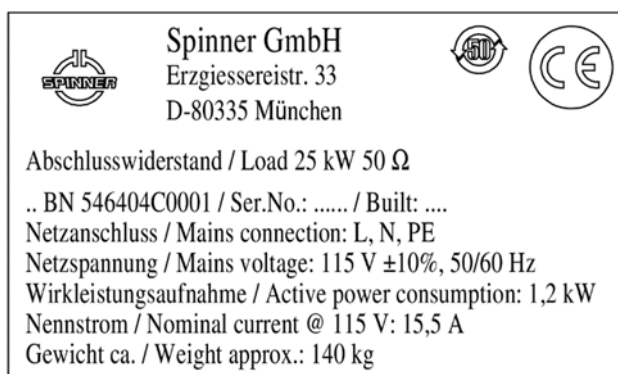 SPINNER
Spinner GmbH
Erzgiessereistr. 33
D-80335 München
50
CE
Abschlusswiderstand / Load 25 kW 50 Ω
.. BN 546404C0001 / Ser.No.: ...... / Built: ....
Netzanschluss / Mains connection: L, N, PE
Netzspannung / Mains voltage: 115 V ±10%, 50/60 Hz
Wirkleistungsaufnahme / Active power consumption: 1,2 kW
Nennstrom / Nominal current @ 115 V: 15,5 A
Gewicht ca. / Weight approx.: 140 kg